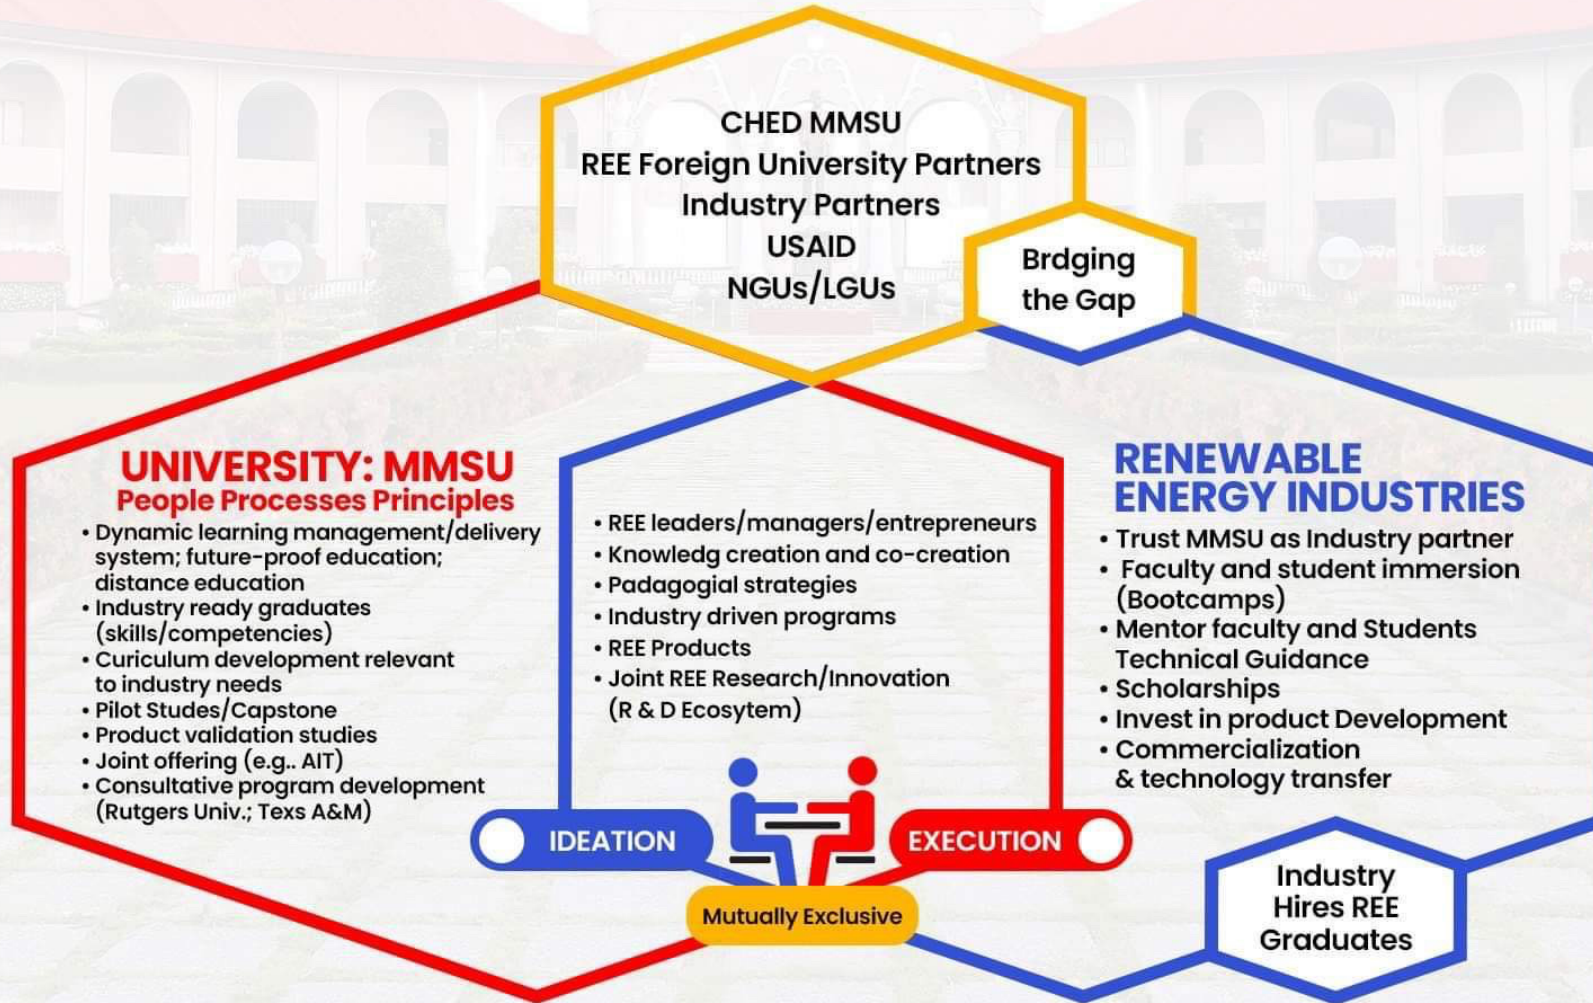 CHED MMSU
REE Foreign University Partners
Industry Partners
USAID
NGUs/LGUs
Brdging
the Gap
UNIVERSITY: MMSU
People Processes Principles
• Dynamic learning management/delivery
system; future-proof education;
distance education
• Industry ready graduates
(skills/competencies)
• Curiculum development relevant
to industry needs
• Pilot Studes/Capstone
• Product validation studies
• Joint offering (e.g.. AIT)
• Consultative program development
(Rutgers Univ.; Texs A&M)
• REE leaders/managers/entrepreneurs
• Knowledg creation and co-creation
• Padagogial strategies
• Industry driven programs
• REE Products
• Joint REE Research/Innovation
(R & D Ecosytem)
IDEATION
EXECUTION
Mutually Exclusive
RENEWABLE
ENERGY INDUSTRIES
• Trust MMSU as Industry partner
• Faculty and student immersion
(Bootcamps)
• Mentor faculty and Students
Technical Guidance
• Scholarships
• Invest in product Development
• Commercialization
& technology transfer
Industry
Hires REE
Graduates